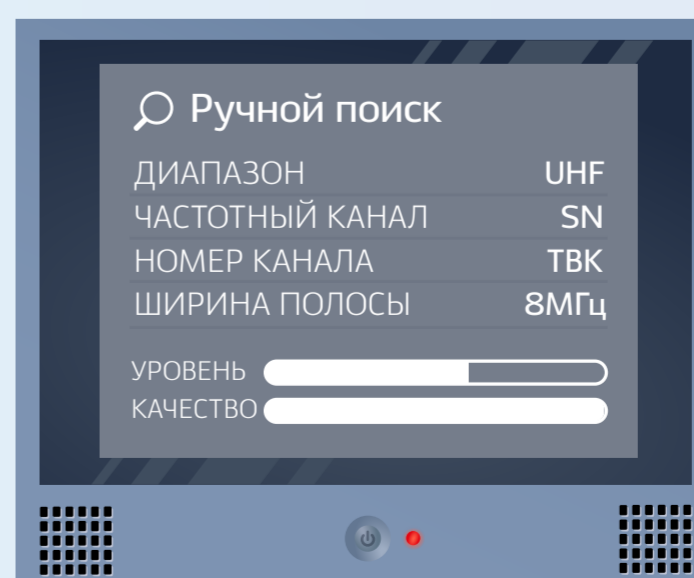 Ручной поиск
ДИАПАЗОН UHF
ЧАСТОТНЫЙ КАНАЛ SN
НОМЕР КАНАЛА ТВК
ШИРИНА ПОЛОСЫ 8МГц
УРОВЕНЬ
КАЧЕСТВО